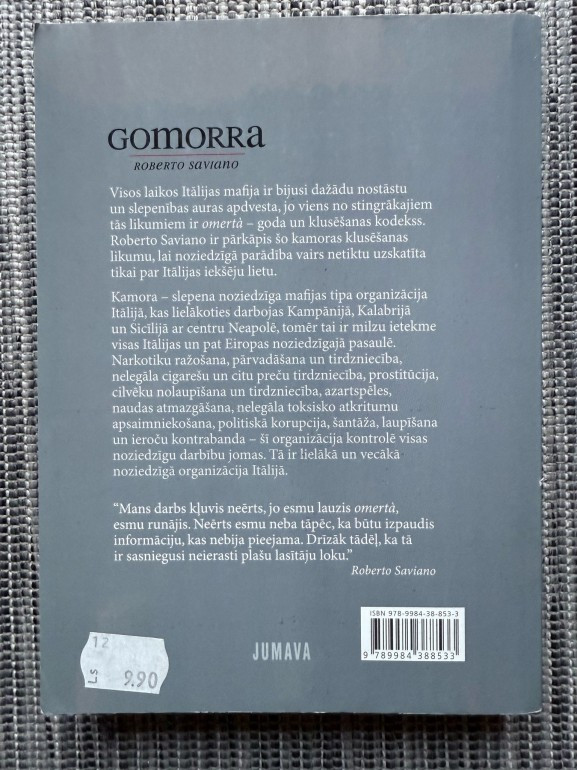 GOMORRa
ROBERTO SAVIANO
Visos laikos Itālijas mafija ir bijusi dažādu nostāstu
un slepenības auras apdvesta, jo viens no stingrākajiem
tās likumiem ir omertà – goda un klusēšanas kodekss.
Roberto Saviano ir pārkāpis šo kamoras klusēšanas
likumu, lai noziedzīgā parādība vairs netiktu uzskatīta
tikai par Itālijas iekšēju lietu.
Kamora – slepena noziedzīga mafijas tipa organizācija
Itālijā, kas lielākoties darbojas Kampānijā, Kalabrijā
un Sicīlijā ar centru Neapolē, tomēr tai ir milzu ietekme
visas Itālijas un pat Eiropas noziedzīgajā pasaulē.
Narkotiku ražošana, pārvadāšana un tirdzniecība,
nelegāla cigarešu un citu preču tirdzniecība, prostitūcija,
cilvēku nolaupīšana un tirdzniecība, azartspēles,
naudas atmazgāšana, nelegāla toksisko atkritumu
apsaimniekošana, politiskā korupcija, šantāža, laupīšana
un ieroču kontrabanda – šī organizācija kontrolē visas
noziedzīgu darbību jomas. Tā ir lielākā un vecākā
noziedzīgā organizācija Itālijā.
“Mans darbs kļuvis neērts, jo esmu lauzis omertà,
esmu runājis. Neērts esmu neba tāpēc, ka būtu izpaudis
informāciju, kas nebija pieejama. Drīzāk tādēļ, ka tā
ir sasniegusi neierasti plašu lasītāju loku.”
Roberto Saviano
ISBN 978-9984-38-853-3
9 789984 388533
JUMAVA
12
Ls 9.90